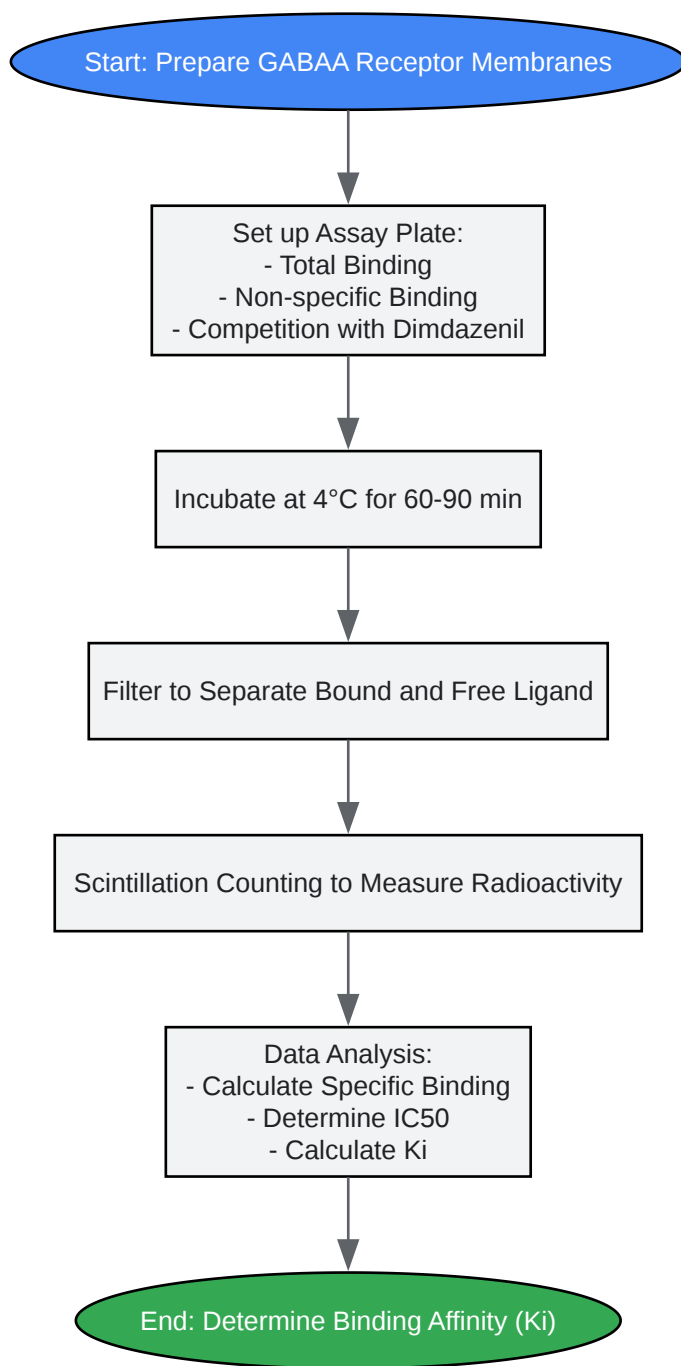 Start: Prepare GABAA Receptor Membranes
Set up Assay Plate:
- Total Binding
- Non-specific Binding
- Competition with Dimdazenil
Incubate at 4°C for 60-90 min
Filter to Separate Bound and Free Ligand
Scintillation Counting to Measure Radioactivity
Data Analysis:
- Calculate Specific Binding
- Determine IC50
- Calculate Ki
End: Determine Binding Affinity (Ki)